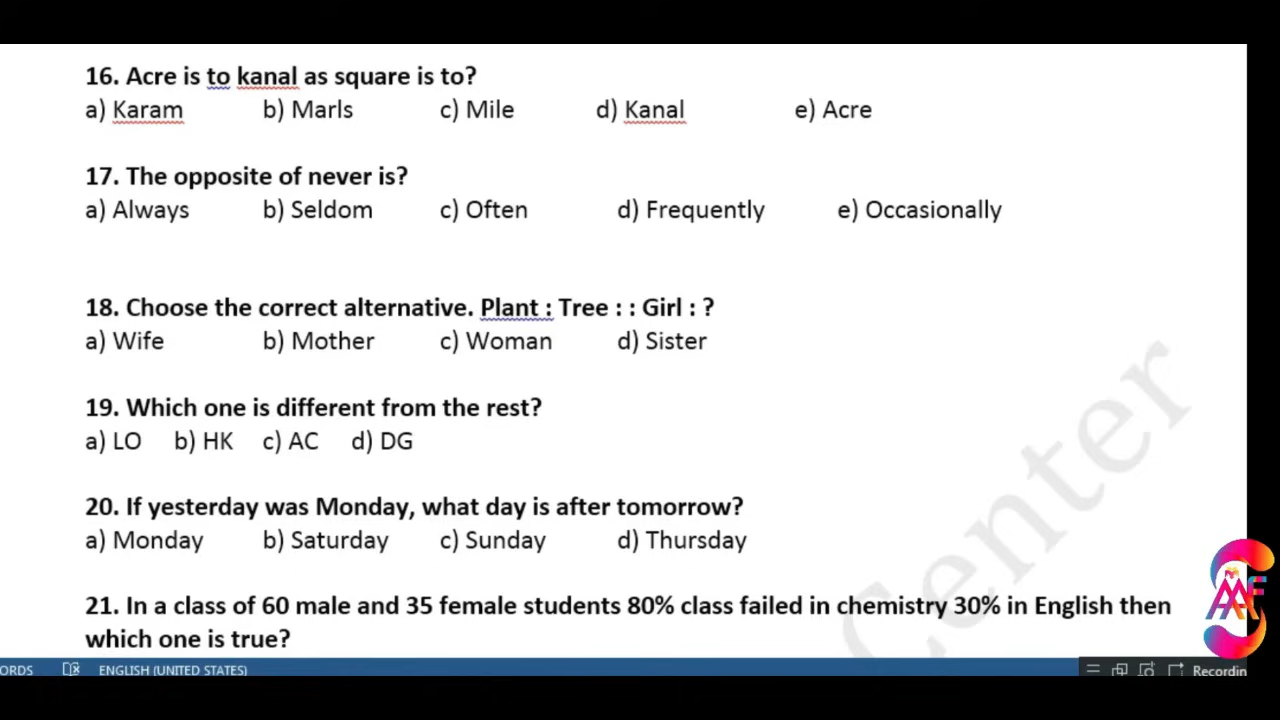 16. Acre is to kanal as square is to?
a) Karam b) Marls c) Mile d) Kanal e) Acre
17. The opposite of never is?
a) Always b) Seldom c) Often d) Frequently e) Occasionally
18. Choose the correct alternative. Plant : Tree : : Girl : ?
a) Wife b) Mother c) Woman d) Sister
19. Which one is different from the rest?
a) LO b) HK c) AC d) DG
20. If yesterday was Monday, what day is after tomorrow?
a) Monday b) Saturday c) Sunday d) Thursday
21. In a class of 60 male and 35 female students 80% class failed in chemistry 30% in English then
which one is true?
Center
ORDS ENGLISH (UNITED STATES) Recordin